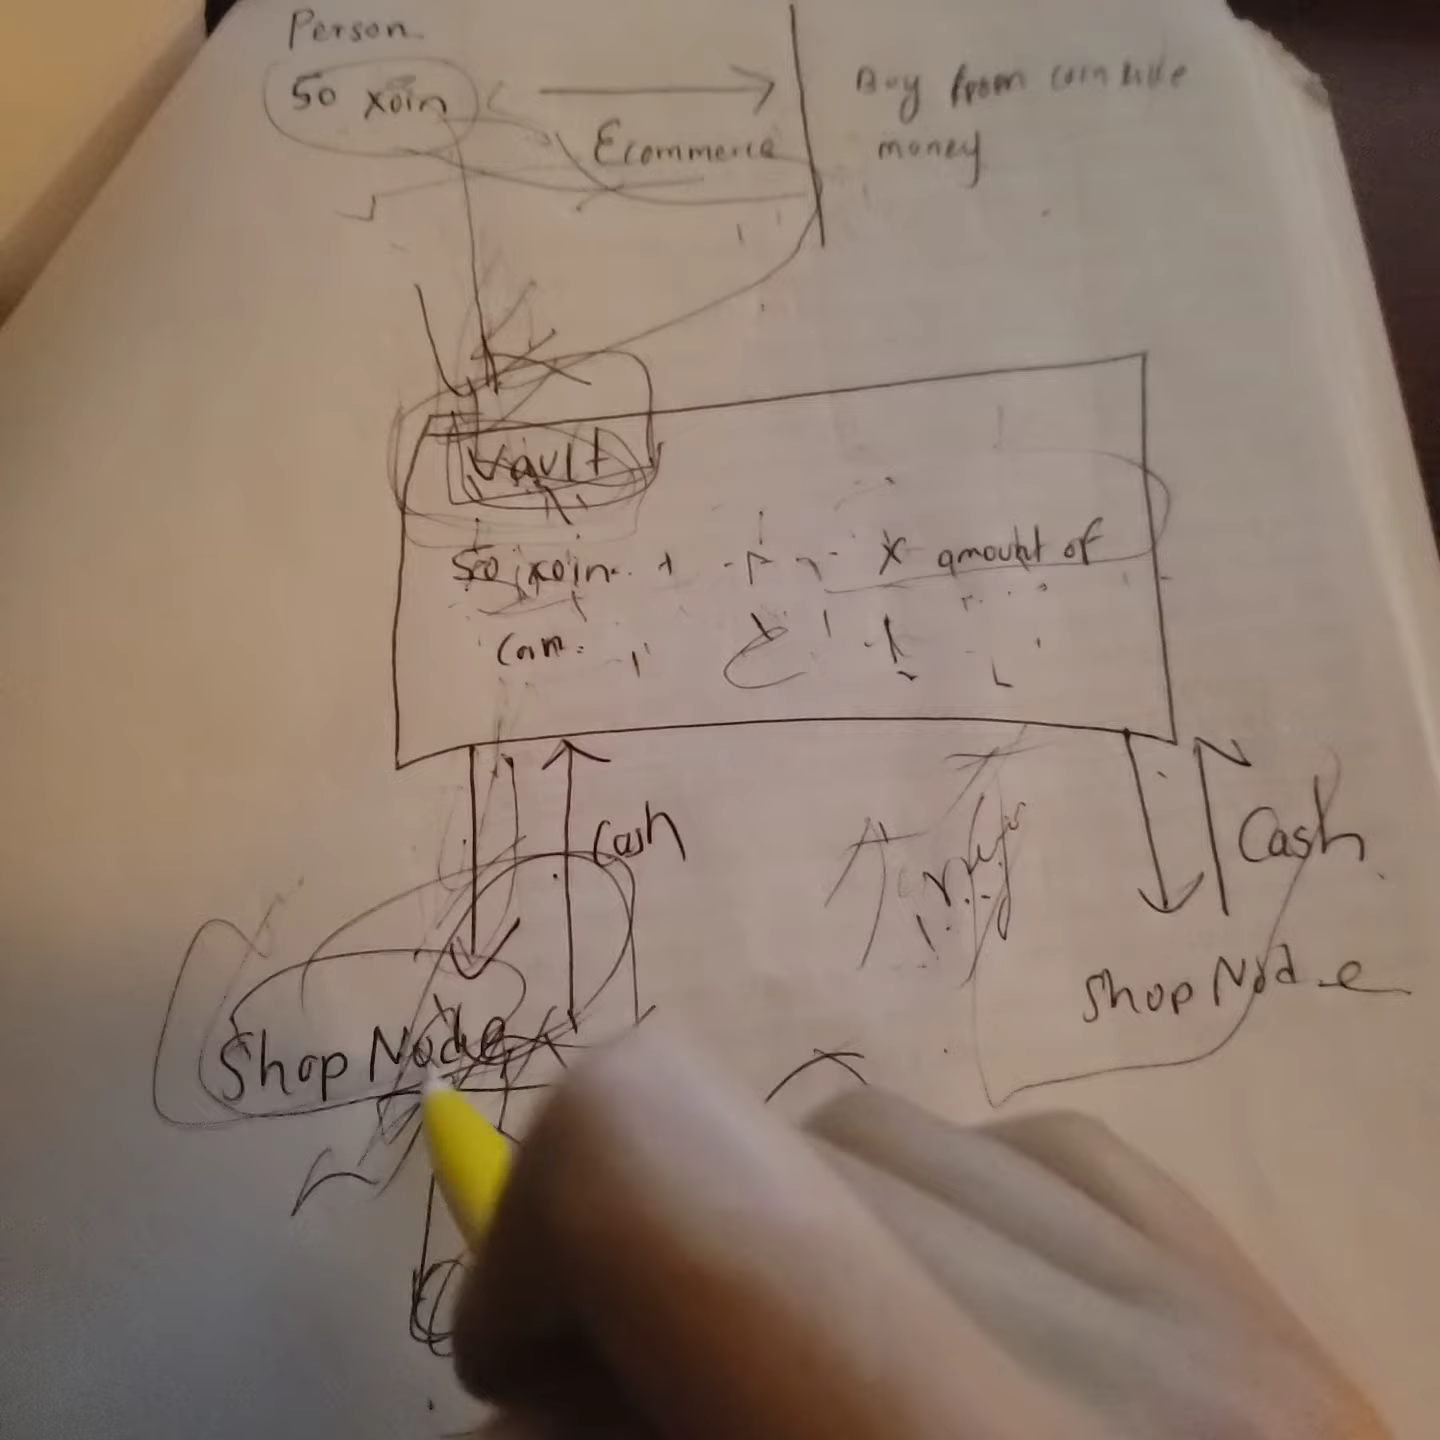 Person
50 xoin
Ecommerce
Buy from coin like
money
Vault
50 xoin + X amount of
Cash
Cash
Shop Node
Shop Node